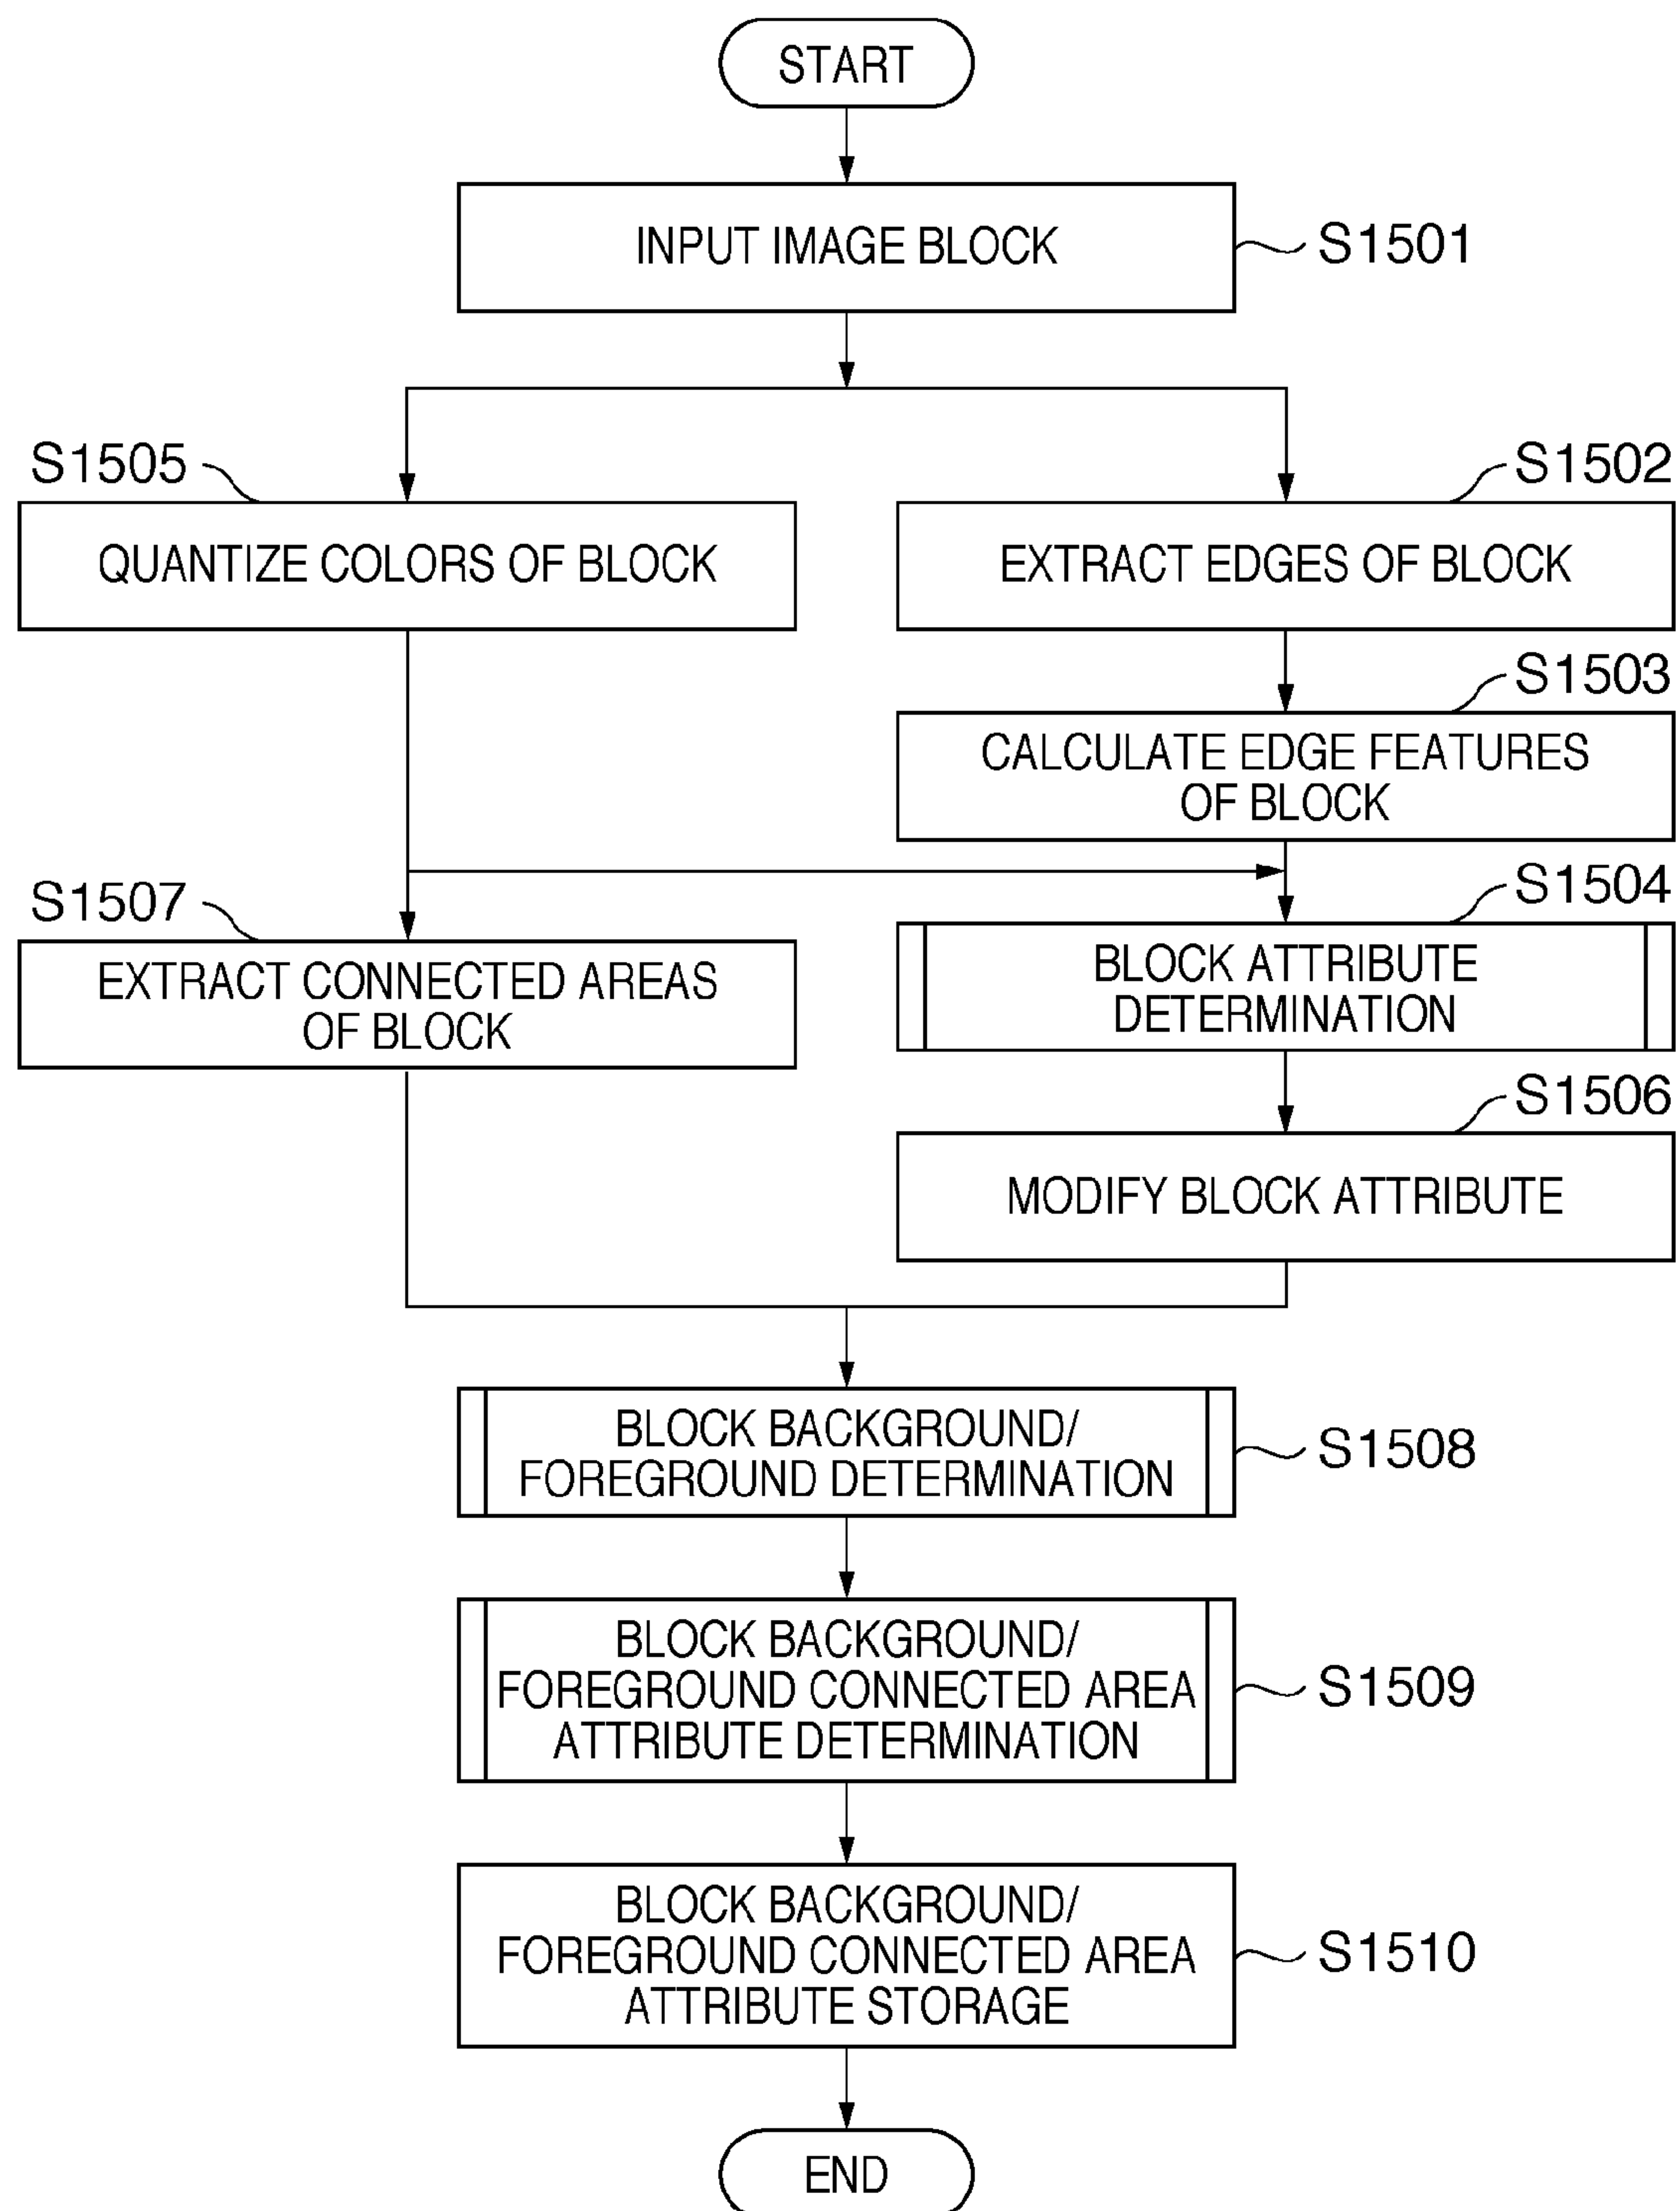 START
INPUT IMAGE BLOCK
S1501
S1505
S1502
QUANTIZE COLORS OF BLOCK
EXTRACT EDGES OF BLOCK
S1503
CALCULATE EDGE FEATURES
OF BLOCK
S1507
S1504
EXTRACT CONNECTED AREAS
OF BLOCK
BLOCK ATTRIBUTE
DETERMINATION
S1506
MODIFY BLOCK ATTRIBUTE
BLOCK BACKGROUND/
FOREGROUND DETERMINATION
S1508
BLOCK BACKGROUND/
FOREGROUND CONNECTED AREA
ATTRIBUTE DETERMINATION
S1509
BLOCK BACKGROUND/
FOREGROUND CONNECTED AREA
ATTRIBUTE STORAGE
S1510
END